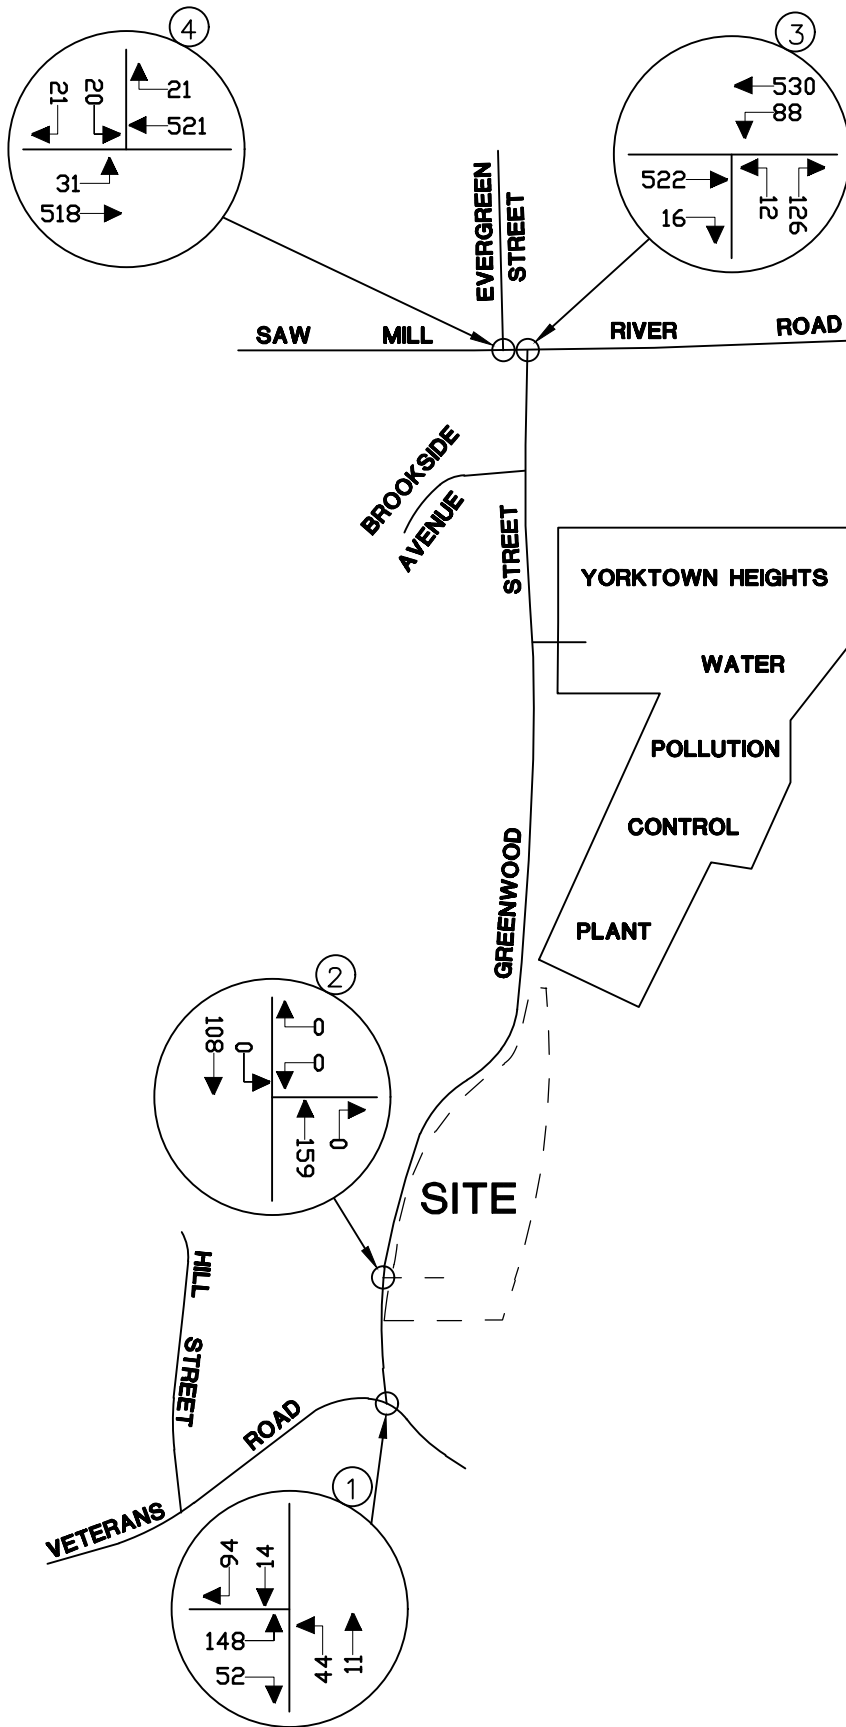 4
21
20
21
521
31
518
3
530
88
522
16
12
126
EVERGREEN
STREET
SAW MILL RIVER ROAD
BROOKSIDE
AVENUE
GREENWOOD STREET
YORKTOWN HEIGHTS
WATER
POLLUTION
CONTROL
PLANT
2
108
0
0
0
159
0
SITE
HILL STREET
VETERANS ROAD
1
94
14
148
52
44
11